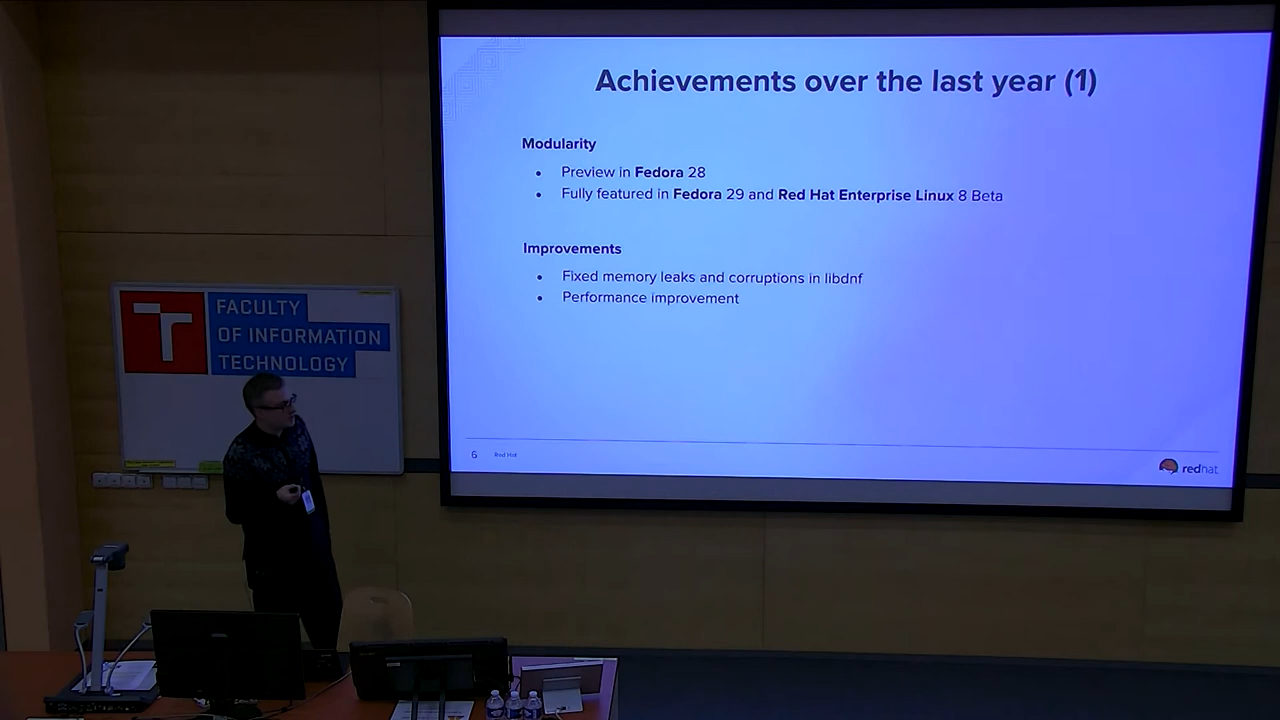 Achievements over the last year (1)
Modularity
Preview in Fedora 28
Fully featured in Fedora 29 and Red Hat Enterprise Linux 8 Beta
Improvements
Fixed memory leaks and corruptions in libdnf
Performance improvement
6 Red Hat
redhat
FACULTY
OF INFORMATION
TECHNOLOGY